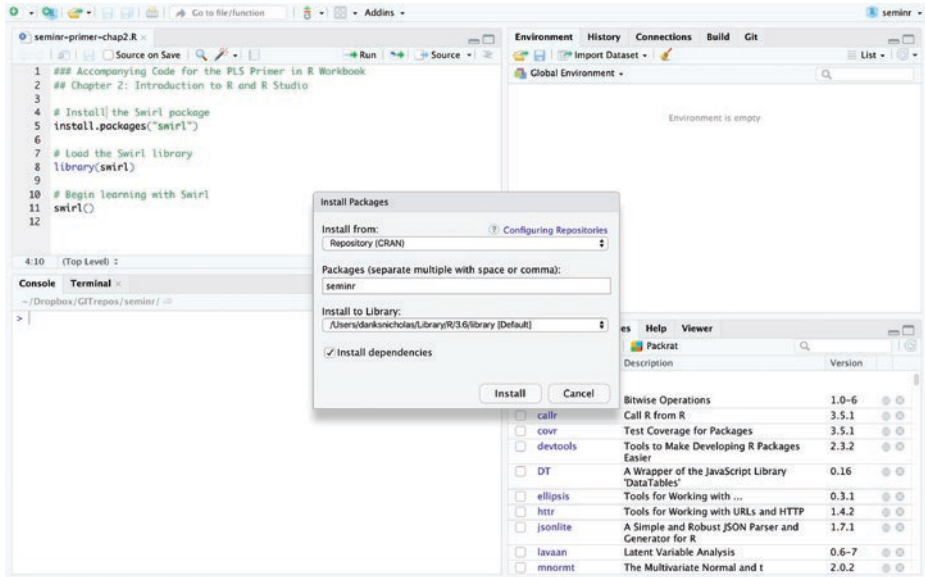 Go to file/function
Addins
seminr
seminr-primer-chap2.R
Source on Save
Run
Source
1 ### Accompanying Code for the PLS Primer in R Workbook
2 ## Chapter 2: Introduction to R and R Studio
3
4 # Install the Swirl package
5 install.packages("swirl")
6
7 # Load the Swirl library
8 library(swirl)
9
10 # Begin learning with Swirl
11 swirl()
12
4:10 (Top Level)
Console Terminal
~/Dropbox/GITrepos/seminr/
>
Environment History Connections Build Git
Import Dataset
List
Global Environment
Environment is empty
Install Packages
Install from:
? Configuring Repositories
Repository (CRAN)
Packages (separate multiple with space or comma):
seminr
Install to Library:
/Users/danksnicholas/Library/R/3.6/library [Default]
Install dependencies
Install Cancel
es Help Viewer
Packrat
Description Version
Bitwise Operations 1.0-6
callr Call R from R 3.5.1
covr Test Coverage for Packages 3.5.1
devtools Tools to Make Developing R Packages 2.3.2
Easier
DT A Wrapper of the JavaScript Library 0.16
'DataTables'
ellipsis Tools for Working with ... 0.3.1
httr Tools for Working with URLs and HTTP 1.4.2
jsonlite A Simple and Robust JSON Parser and 1.7.1
Generator for R
lavaan Latent Variable Analysis 0.6-7
mnormt The Multivariate Normal and t 2.0.2